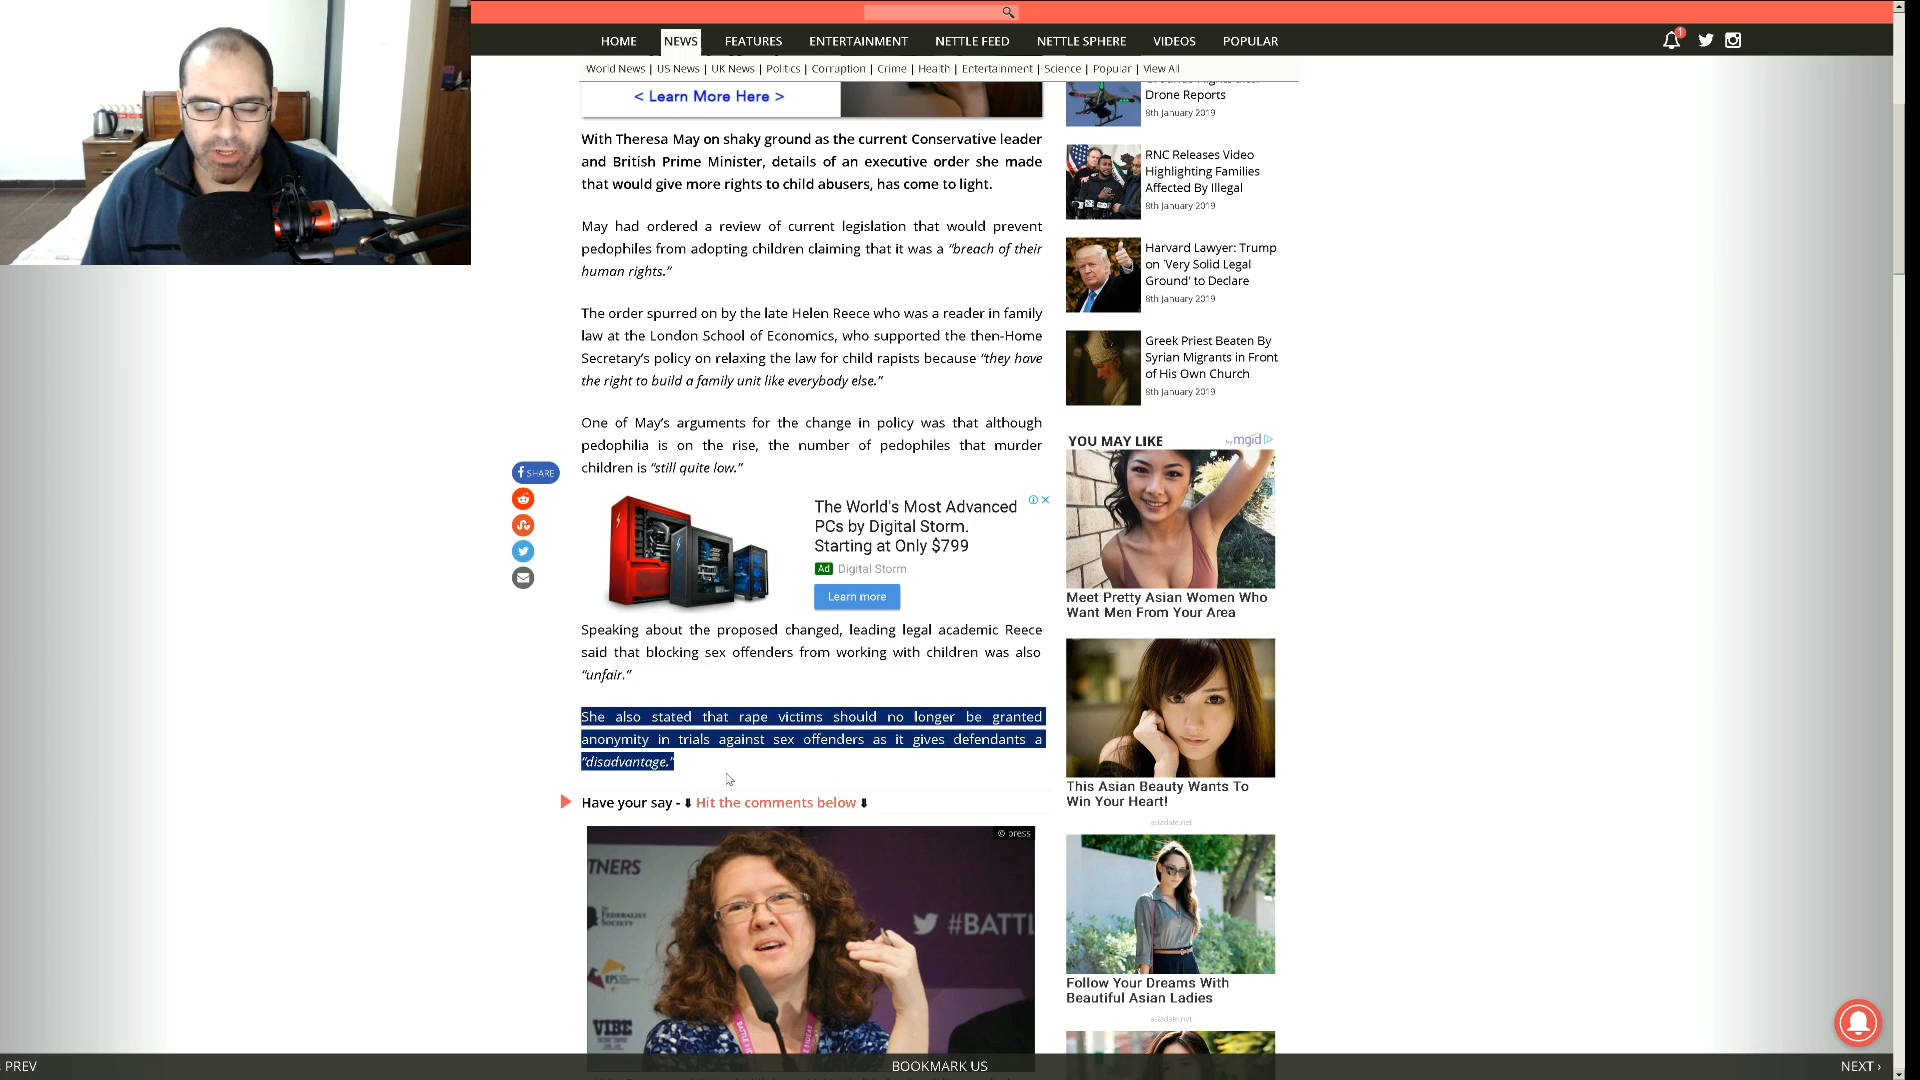 HOME NEWS FEATURES ENTERTAINMENT NETTLE FEED NETTLE SPHERE VIDEOS POPULAR
1
World News | US News | UK News | Politics | Corruption | Crime | Health | Entertainment | Science | Popular | View All
< Learn More Here >
With Theresa May on shaky ground as the current Conservative leader
and British Prime Minister, details of an executive order she made
that would give more rights to child abusers, has come to light.
May had ordered a review of current legislation that would prevent
pedophiles from adopting children claiming that it was a “breach of their
human rights.”
The order spurred on by the late Helen Reece who was a reader in family
law at the London School of Economics, who supported the then-Home
Secretary’s policy on relaxing the law for child rapists because “they have
the right to build a family unit like everybody else.”
One of May’s arguments for the change in policy was that although
pedophilia is on the rise, the number of pedophiles that murder
children is “still quite low.”
SHARE
The World's Most Advanced
PCs by Digital Storm.
Starting at Only $799
Ad Digital Storm
Learn more
Speaking about the proposed changed, leading legal academic Reece
said that blocking sex offenders from working with children was also
“unfair.”
She also stated that rape victims should no longer be granted
anonymity in trials against sex offenders as it gives defendants a
“disadvantage.”
Have your say - ⬇ Hit the comments below ⬇
© press
TNERS
#BATTL
VIBE
Drone Reports
8th January 2019
RNC Releases Video
Highlighting Families
Affected By Illegal
8th January 2019
Harvard Lawyer: Trump
on ‘Very Solid Legal
Ground’ to Declare
8th January 2019
Greek Priest Beaten By
Syrian Migrants in Front
of His Own Church
8th January 2019
YOU MAY LIKE
by mgid
Meet Pretty Asian Women Who
Want Men From Your Area
This Asian Beauty Wants To
Win Your Heart!
asiadate.net
Follow Your Dreams With
Beautiful Asian Ladies
asiadate.net
PREV
BOOKMARK US
NEXT ›